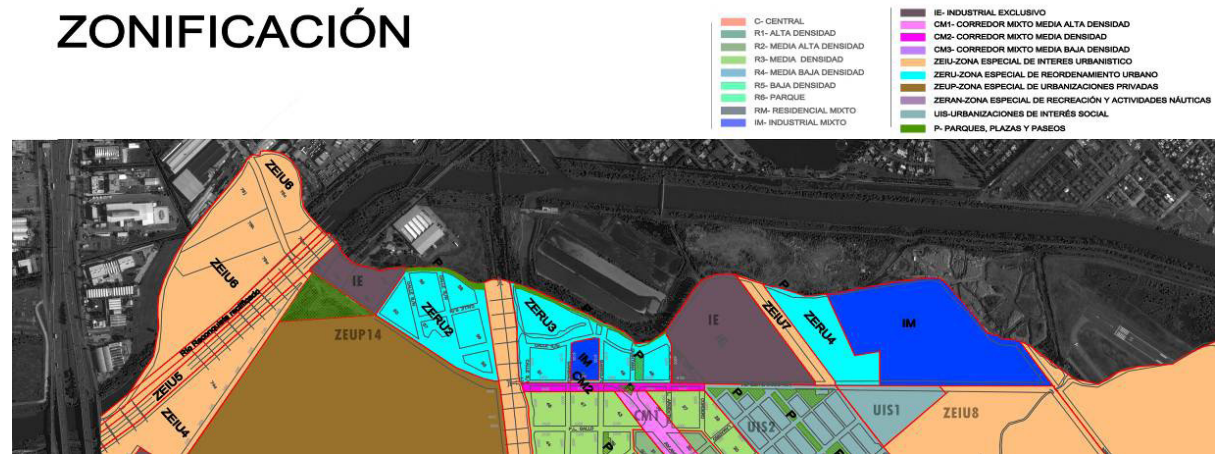 ZONIFICACIÓN
C- CENTRAL
R1- ALTA DENSIDAD
R2- MEDIA ALTA DENSIDAD
R3- MEDIA DENSIDAD
R4- MEDIA BAJA DENSIDAD
R5- BAJA DENSIDAD
R6- PARQUE
RM- RESIDENCIAL MIXTO
IM- INDUSTRIAL MIXTO
IE- INDUSTRIAL EXCLUSIVO
CM1- CORREDOR MIXTO MEDIA ALTA DENSIDAD
CM2- CORREDOR MIXTO MEDIA DENSIDAD
CM3- CORREDOR MIXTO MEDIA BAJA DENSIDAD
ZEIU-ZONA ESPECIAL DE INTERES URBANISTICO
ZERU-ZONA ESPECIAL DE REORDENAMIENTO URBANO
ZEUP-ZONA ESPECIAL DE URBANIZACIONES PRIVADAS
ZERAN-ZONA ESPECIAL DE RECREACIÓN Y ACTIVIDADES NÁUTICAS
UIS-URBANIZACIONES DE INTERÉS SOCIAL
P- PARQUES, PLAZAS Y PASEOS
ZEIU6
ZEIU6
Río Reconquista rectificado
ZEIU5
ZEIU4
IE
ZEUP14
P
ZERU2
ZERU3
P
IM
CM2
P
CM1
IE
ZEIU7
P
ZERU4
IM
P
P
P
UIS2
UIS1
ZEIU8
P